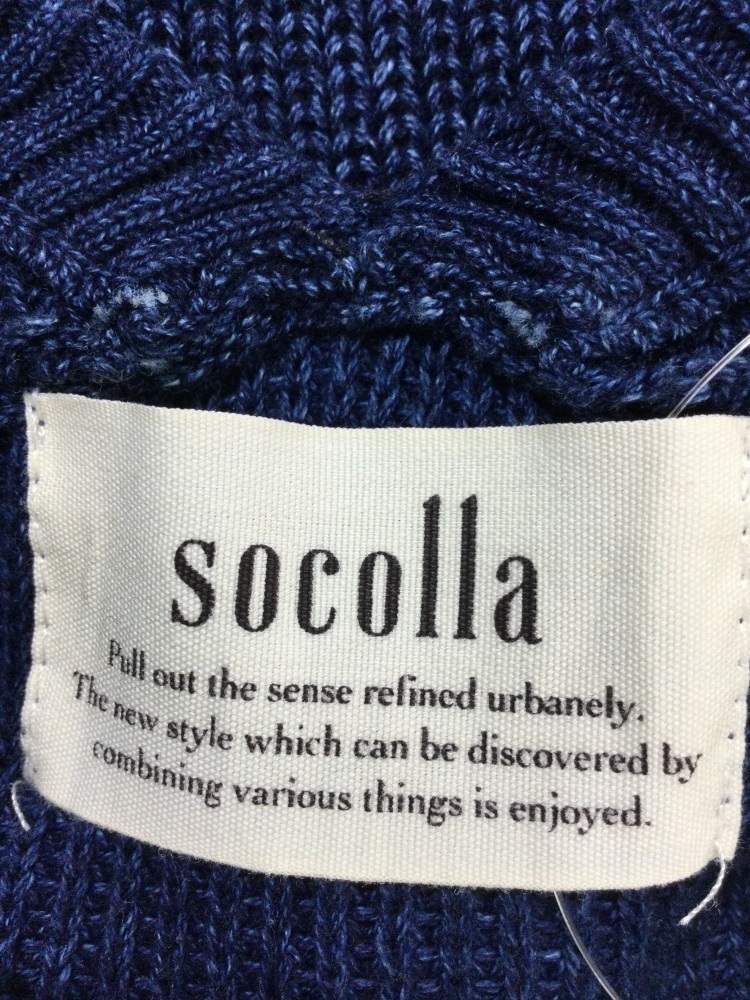 socolla
Pull out the sense refined urbanely.
The new style which can be discovered by
combining various things is enjoyed.